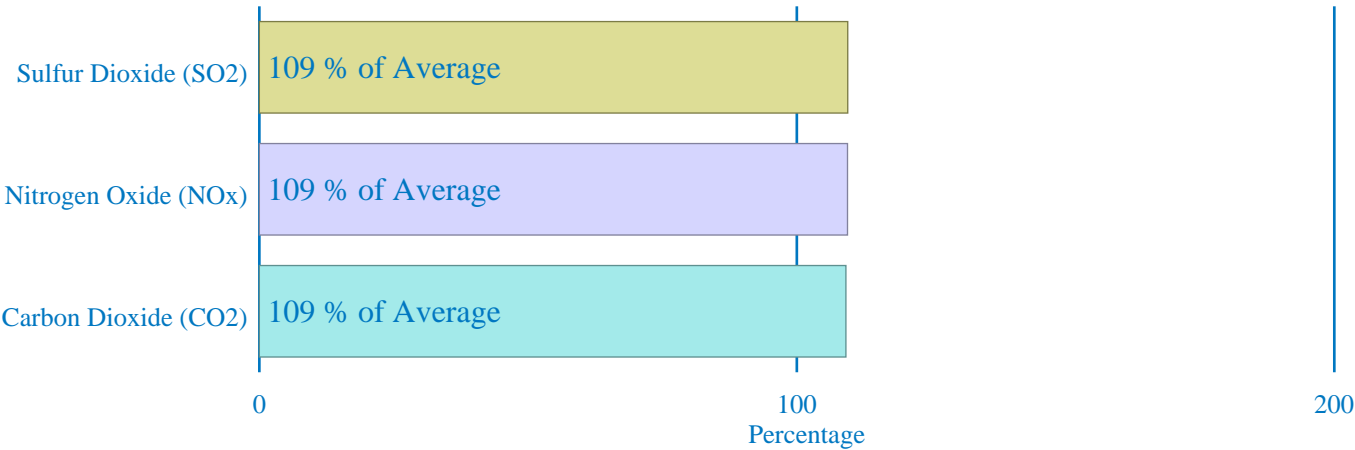 Sulfur Dioxide (SO2)
109 % of Average
Nitrogen Oxide (NOx)
109 % of Average
Carbon Dioxide (CO2)
109 % of Average
0
100
200
Percentage